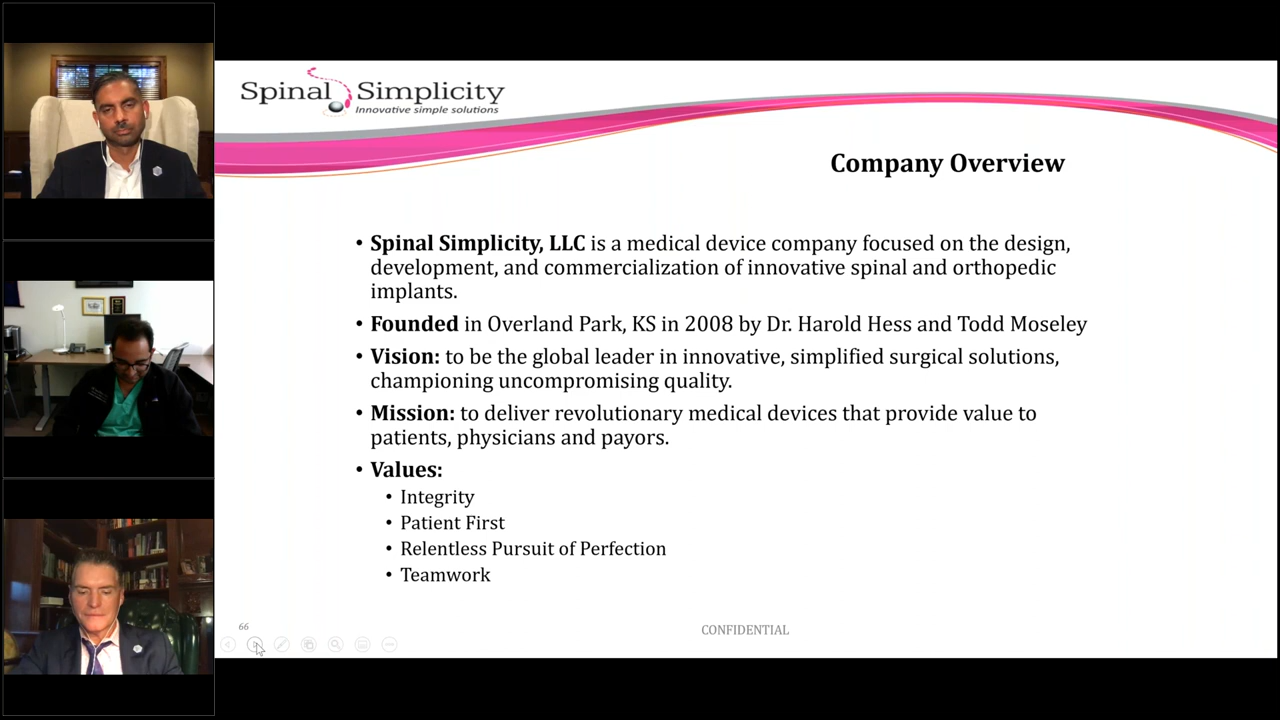 Spinal Simplicity
Innovative simple solutions
Company Overview
• Spinal Simplicity, LLC is a medical device company focused on the design,
development, and commercialization of innovative spinal and orthopedic
implants.
• Founded in Overland Park, KS in 2008 by Dr. Harold Hess and Todd Moseley
• Vision: to be the global leader in innovative, simplified surgical solutions,
championing uncompromising quality.
• Mission: to deliver revolutionary medical devices that provide value to
patients, physicians and payors.
• Values:
• Integrity
• Patient First
• Relentless Pursuit of Perfection
• Teamwork
66
CONFIDENTIAL